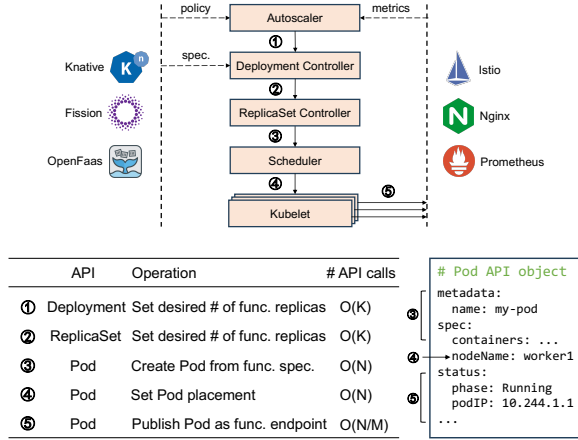 policy
metrics
Autoscaler
①
Knative
K
n
spec.
Deployment Controller
Istio
②
Fission
ReplicaSet Controller
N
Nginx
③
OpenFaas
Scheduler
Prometheus
④
⑤
Kubelet
API Operation # API calls
① Deployment Set desired # of func. replicas O(K)
② ReplicaSet Set desired # of func. replicas O(K)
③ Pod Create Pod from func. spec. O(N)
④ Pod Set Pod placement O(N)
⑤ Pod Publish Pod as func. endpoint O(N/M)
# Pod API object
metadata:
③ name: my-pod
spec:
containers: ...
④ nodeName: worker1
status:
phase: Running
⑤ podIP: 10.244.1.1
...